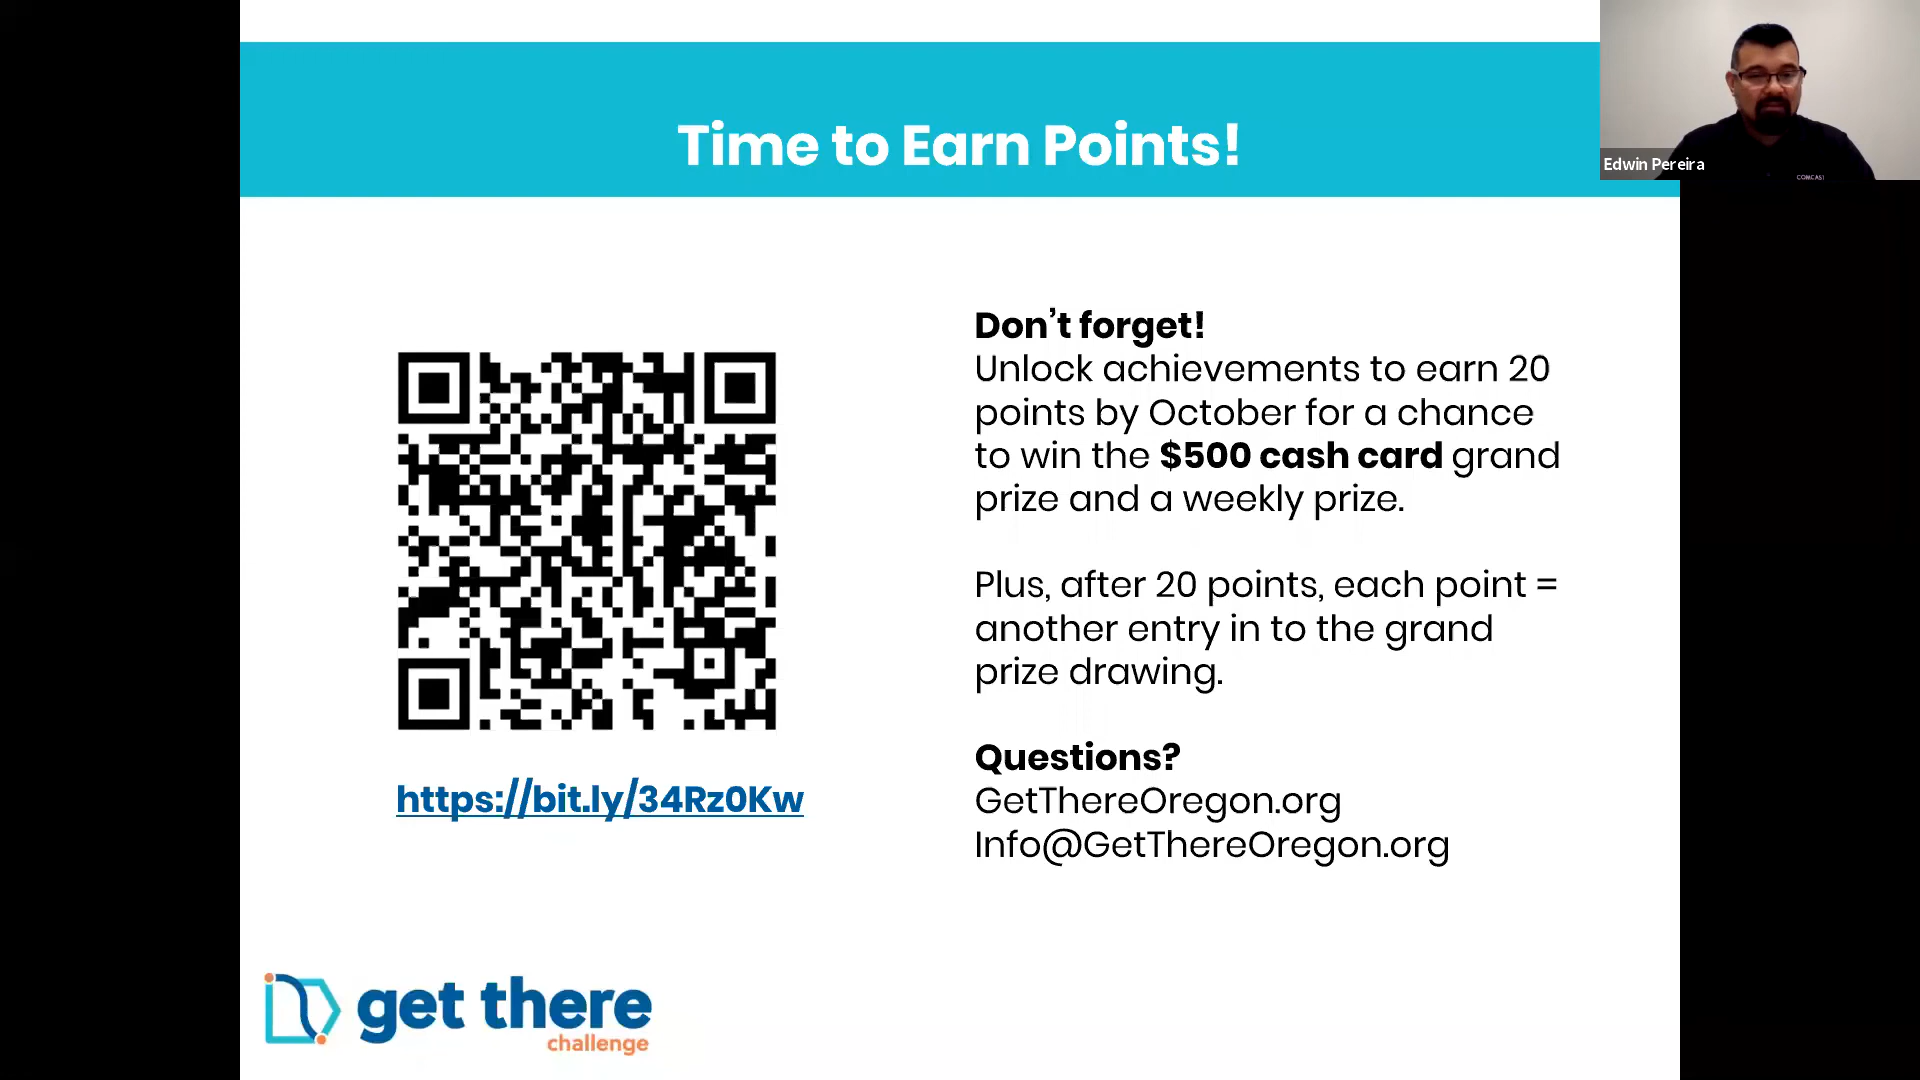 Time to Earn Points!
Edwin Pereira
COMCAST
Don't forget!
Unlock achievements to earn 20
points by October for a chance
to win the $500 cash card grand
prize and a weekly prize.
Plus, after 20 points, each point =
another entry in to the grand
prize drawing.
Questions?
GetThereOregon.org
Info@GetThereOregon.org
https://bit.ly/34Rz0Kw
get there
challenge